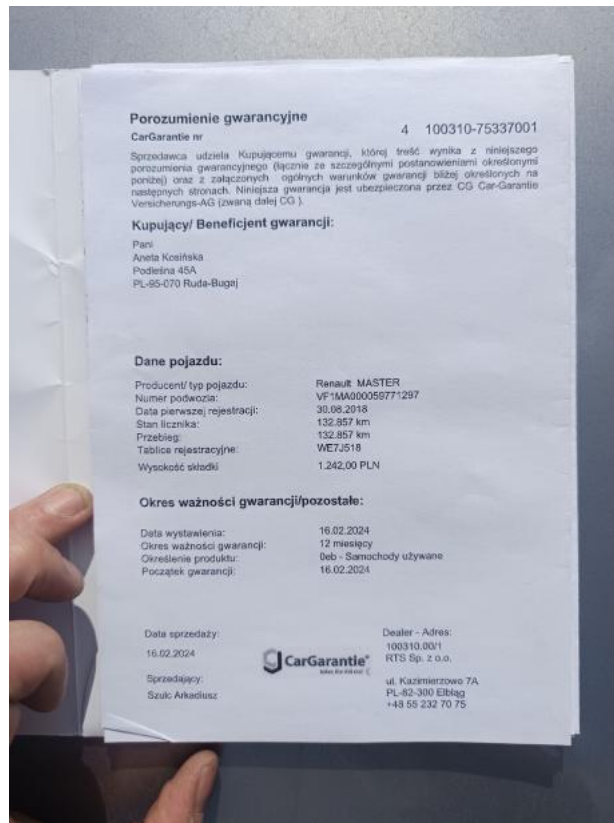 Porozumienie gwarancyjne
CarGarantie nr 4 100310-75337001
Sprzedawca udziela Kupującemu gwarancji, której treść wynika z niniejszego
porozumienia gwarancyjnego (łącznie ze szczególnymi postanowieniami określonymi
poniżej) oraz z załączonych ogólnych warunków gwarancji bliżej określonych na
następnych stronach. Niniejsza gwarancja jest ubezpieczona przez CG Car-Garantie
Versicherungs-AG (zwaną dalej CG ).
Kupujący/ Beneficjent gwarancji:
Pani
Aneta Kosińska
Podleśna 45A
PL-95-070 Ruda-Bugaj
Dane pojazdu:
Producent/ typ pojazdu: Renault MASTER
Numer podwozia: VF1MA000059771297
Data pierwszej rejestracji: 30.08.2018
Stan licznika: 132.857 km
Przebieg: 132.857 km
Tablice rejestracyjne: WE7J518
Wysokość składki 1.242,00 PLN
Okres ważności gwarancji/pozostałe:
Data wystawienia: 16.02.2024
Okres ważności gwarancji: 12 miesięcy
Określenie produktu: 0eb - Samochody używane
Początek gwarancji: 16.02.2024
Data sprzedaży:
16.02.2024
Sprzedający:
Szulc Arkadiusz
CarGarantie
Dealer - Adres:
100310.00/1
RTS Sp. z o.o.
ul. Kazimierzowo 7A
PL-82-300 Elbląg
+48 55 232 70 75